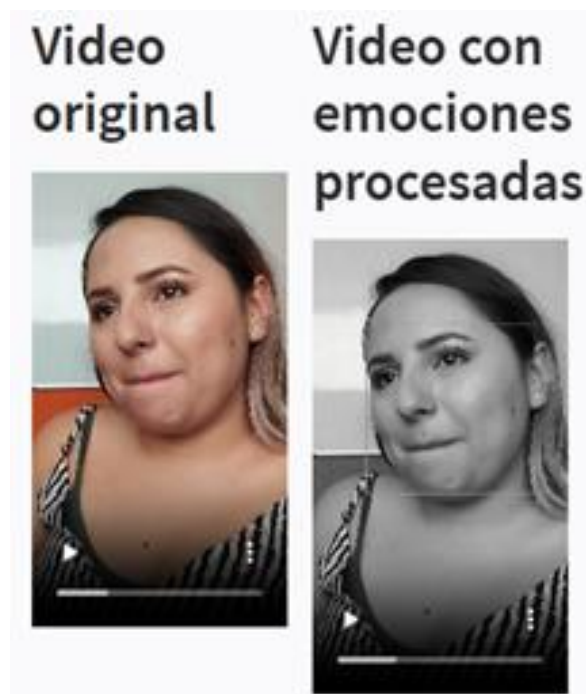 Video
original
Video con
emociones
procesadas